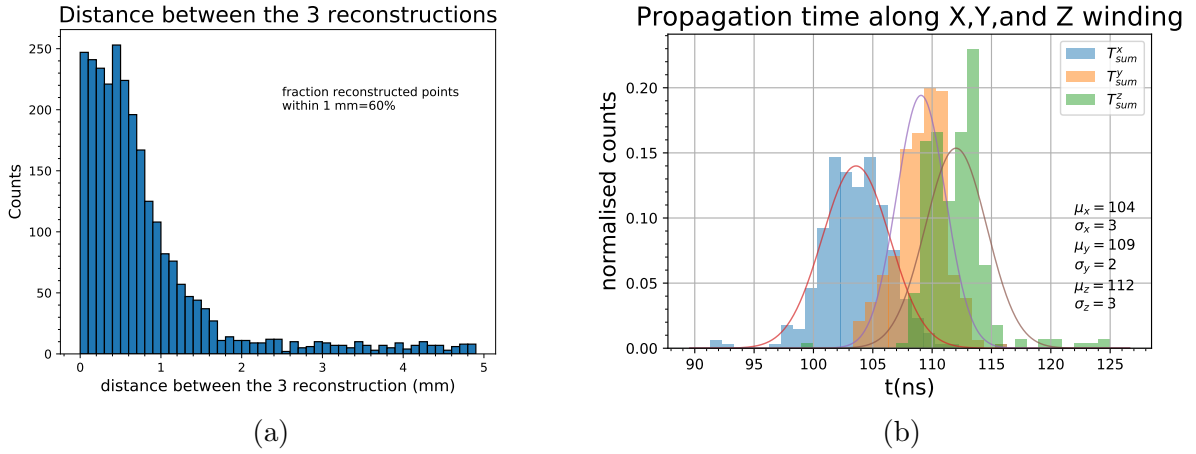 Distance between the 3 reconstructions
250
200
150
100
50
0
Counts
fraction reconstructed points
within 1 mm=60%
0 1 2 3 4 5
distance between the 3 reconstruction (mm)
(a)
Propagation time along X,Y,and Z winding
0.20
0.15
0.10
0.05
0.00
normalised counts
T^x_sum
T^y_sum
T^z_sum
μ_x = 104
σ_x = 3
μ_y = 109
σ_y = 2
μ_z = 112
σ_z = 3
95 100 105 110 115 120 125
t(ns)
(b)